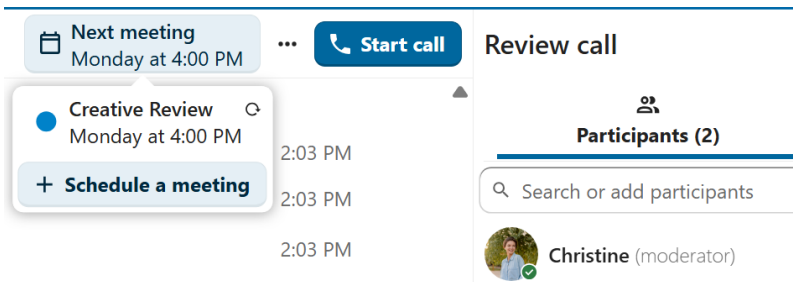 Next meeting
Monday at 4:00 PM
Start call
Review call
Creative Review
Monday at 4:00 PM
Schedule a meeting
2:03 PM
2:03 PM
2:03 PM
Participants (2)
Search or add participants
Christine (moderator)